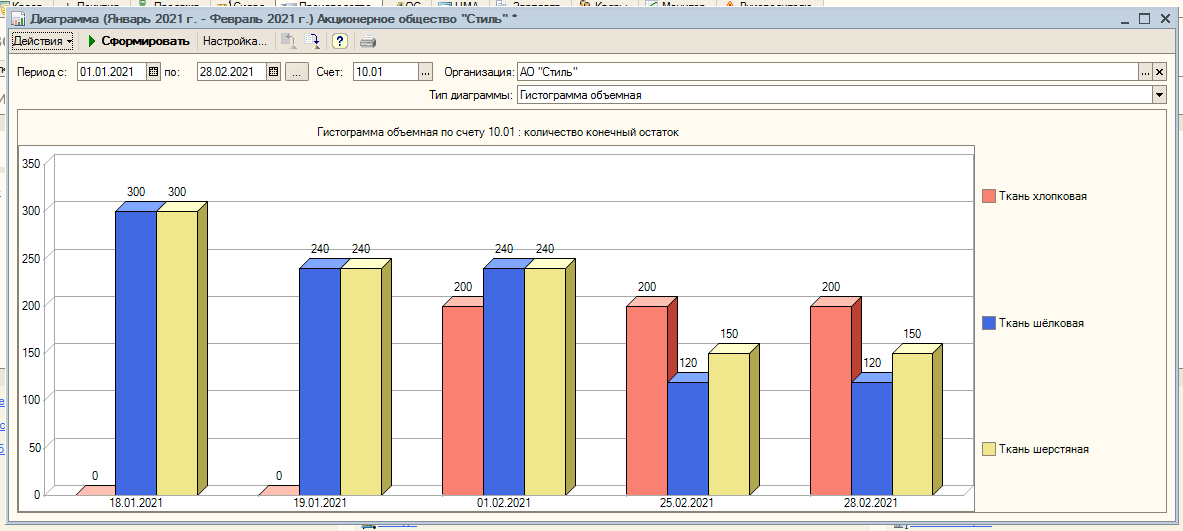 Диаграмма (Январь 2021 г. - Февраль 2021 г.) Акционерное общество "Стиль" *
Действия Сформировать Настройка... ?
Период с: 01.01.2021 по: 28.02.2021 ... Счет: 10.01 ... Организация: АО "Стиль" ... ×
Тип диаграммы: Гистограмма объемная
Гистограмма объемная по счету 10.01 : количество конечный остаток
350
300
250
200
150
100
50
0
0 300 300
0 240 240
200 240 240
200 120 150
200 120 150
18.01.2021 19.01.2021 01.02.2021 25.02.2021 28.02.2021
Ткань хлопковая
Ткань шёлковая
Ткань шерстяная